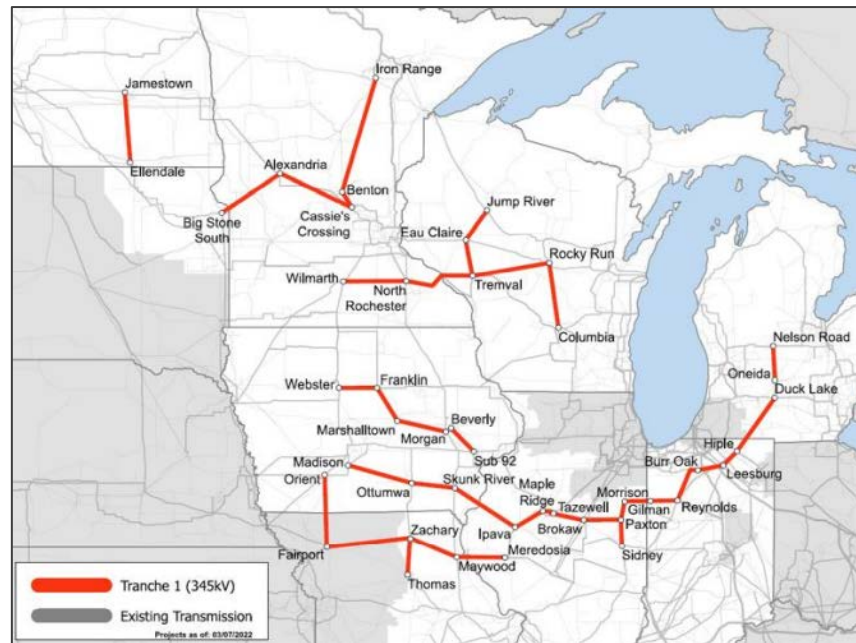 Iron Range
Jamestown
Ellendale
Alexandria
Benton
Big Stone
South
Cassie's
Crossing
Jump River
Eau Claire
Rocky Run
Wilmarth
North
Rochester
Tremval
Columbia
Nelson Road
Oneida
Duck Lake
Webster
Franklin
Marshalltown
Beverly
Morgan
Sub 92
Hiple
Burr Oak
Leesburg
Madison
Orient
Ottumwa
Skunk River
Maple
Ridge
Tazewell
Morrison
Gilman
Reynolds
Ipava
Brokaw
Paxton
Sidney
Fairport
Zachary
Meredosia
Maywood
Thomas
Tranche 1 (345kV)
Existing Transmission
Projects as of: 03/07/2022